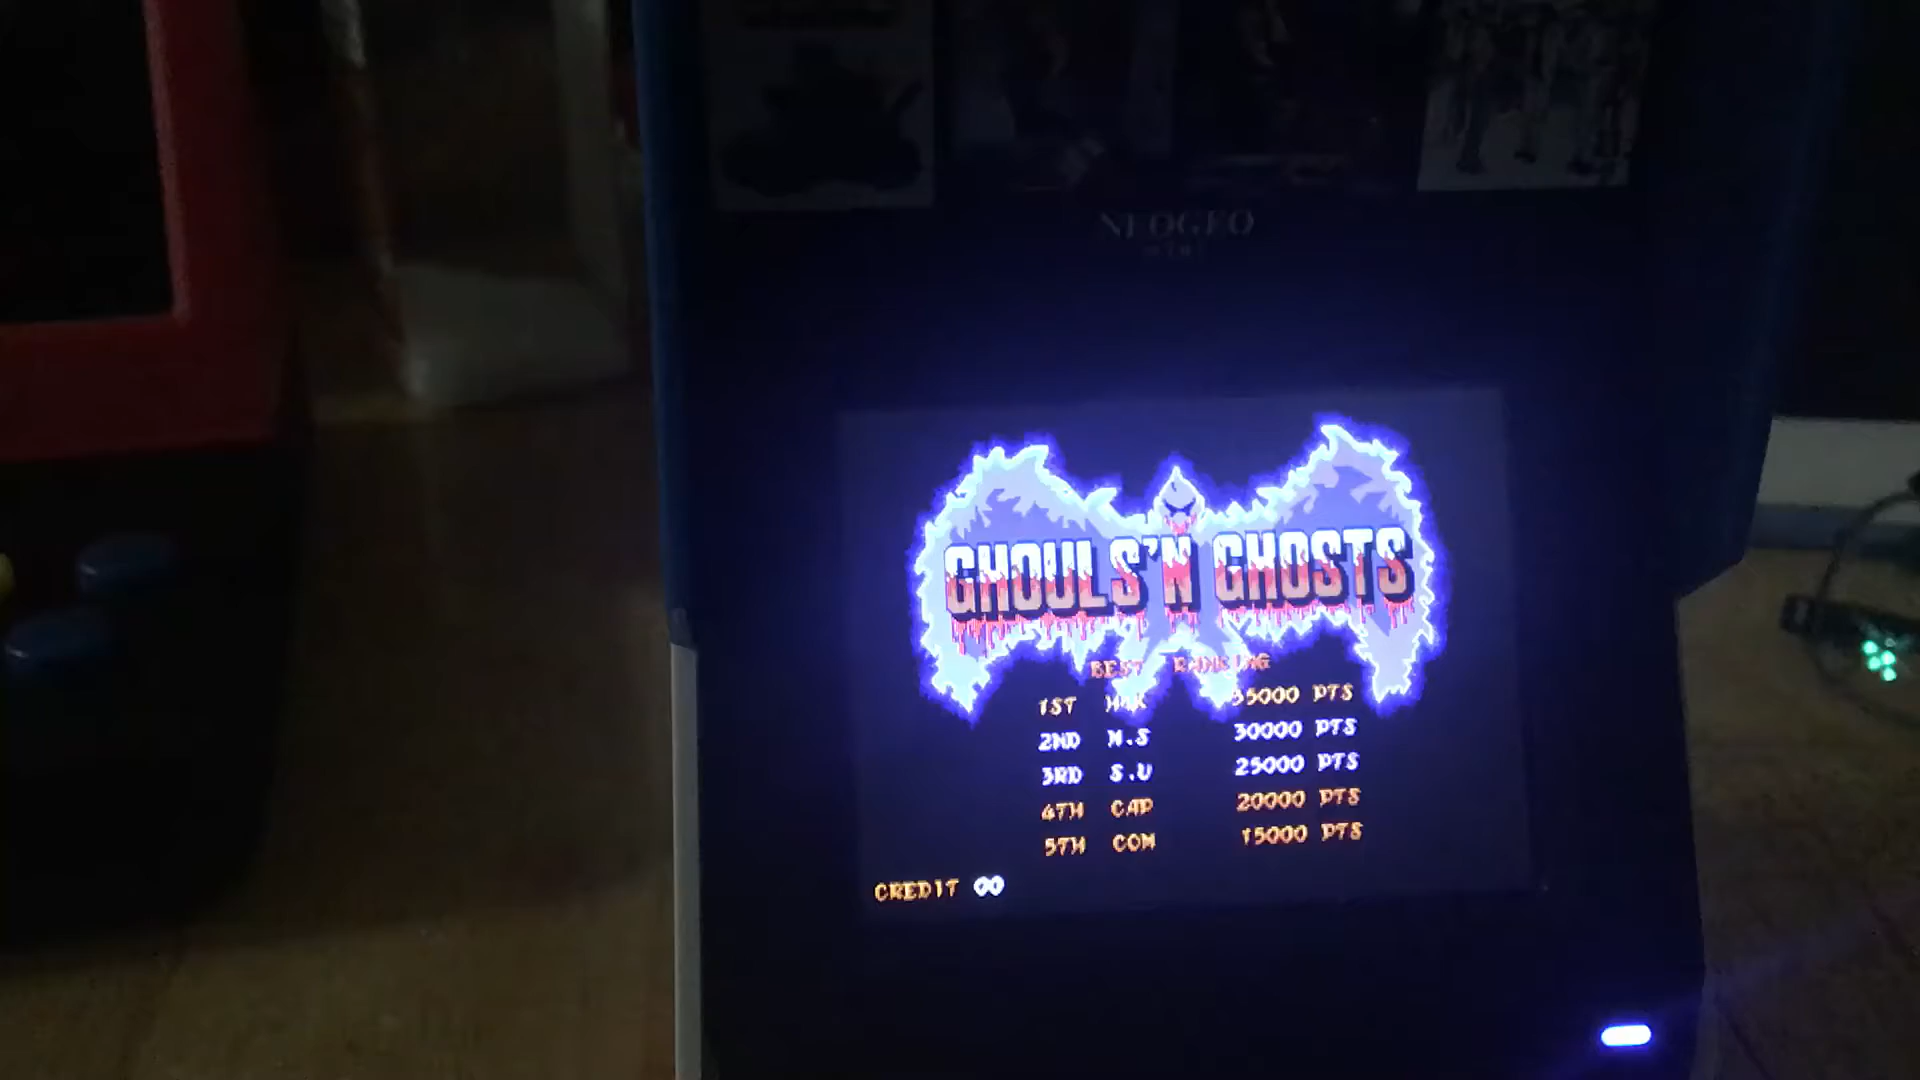 NEOGEO
GHOULS'N GHOSTS
BEST RANKING
1ST 35000 PTS
2ND M.S 30000 PTS
3RD S.U 25000 PTS
4TH CAP 20000 PTS
5TH COM 15000 PTS
CREDIT 00